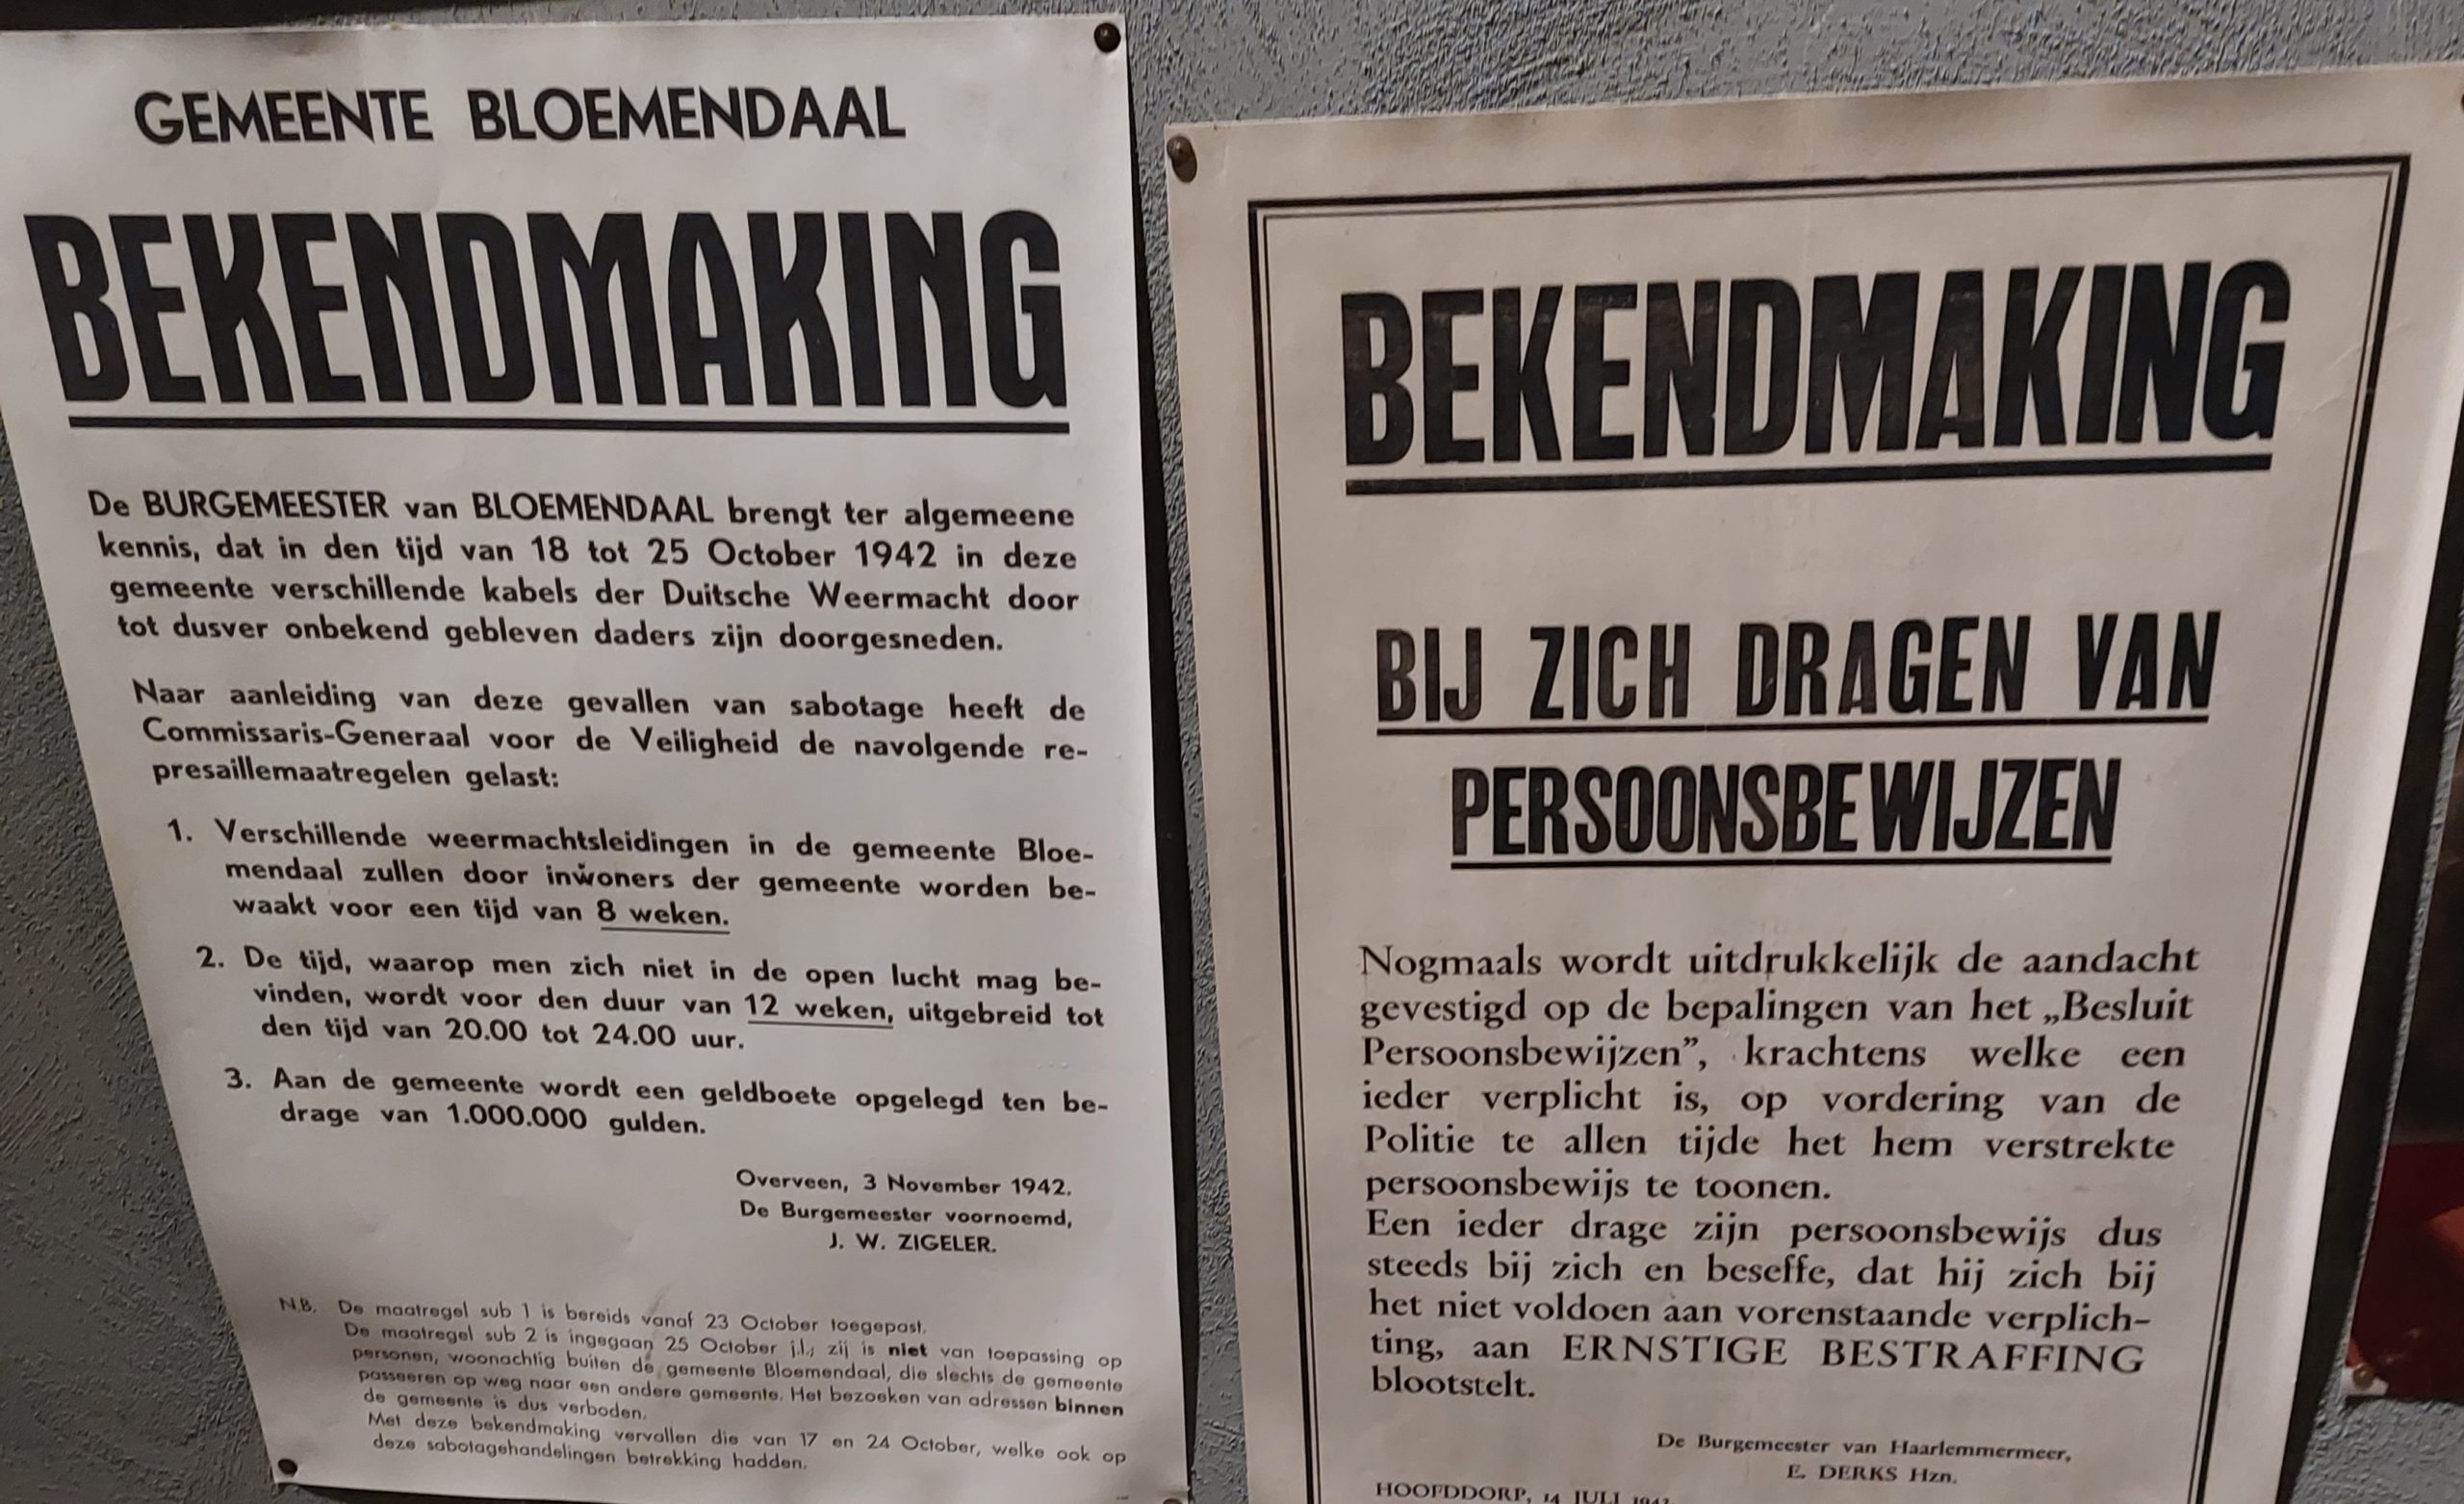 GEMEENTE BLOEMENDAAL
BEKENDMAKING
De BURGEMEESTER van BLOEMENDAAL brengt ter algemeene
kennis, dat in den tijd van 18 tot 25 October 1942 in deze
gemeente verschillende kabels der Duitsche Weermacht door
tot dusver onbekend gebleven daders zijn doorgesneden.
Naar aanleiding van deze gevallen van sabotage heeft de
Commissaris-Generaal voor de Veiligheid de navolgende re-
presaillemaatregelen gelast:
1. Verschillende weermachtsleidingen in de gemeente Bloe-
mendaal zullen door inwoners der gemeente worden be-
waakt voor een tijd van 8 weken.
2. De tijd, waarop men zich niet in de open lucht mag be-
vinden, wordt voor den duur van 12 weken, uitgebreid tot
den tijd van 20.00 tot 24.00 uur.
3. Aan de gemeente wordt een geldboete opgelegd ten be-
drage van 1.000.000 gulden.
Overveen, 3 November 1942.
De Burgemeester voornoemd,
J. W. ZIGELER.
N.B. De maatregel sub 1 is bereids vanaf 23 October toegepast.
De maatregel sub 2 is ingegaan 25 October j.l.; zij is niet van toepassing op
personen, woonachtig buiten de gemeente Bloemendaal, die slechts de gemeente
passeeren op weg naar een andere gemeente. Het bezoeken van adressen binnen
de gemeente is dus verboden.
Met deze bekendmaking vervallen die van 17 en 24 October, welke ook op
deze sabotagehandelingen betrekking hadden.
BEKENDMAKING
BIJ ZICH DRAGEN VAN
PERSOONSBEWIJZEN
Nogmaals wordt uitdrukkelijk de aandacht
gevestigd op de bepalingen van het „Besluit
Persoonsbewijzen”, krachtens welke een
ieder verplicht is, op vordering van de
Politie te allen tijde het hem verstrekte
persoonsbewijs te toonen.
Een ieder drage zijn persoonsbewijs dus
steeds bij zich en beseffe, dat hij zich bij
het niet voldoen aan vorenstaande verplich-
ting, aan ERNSTIGE BESTRAFFING
blootstelt.
De Burgemeester van Haarlemmermeer,
E. DERKS Hzn.
HOOFDDORP, 14 JULI